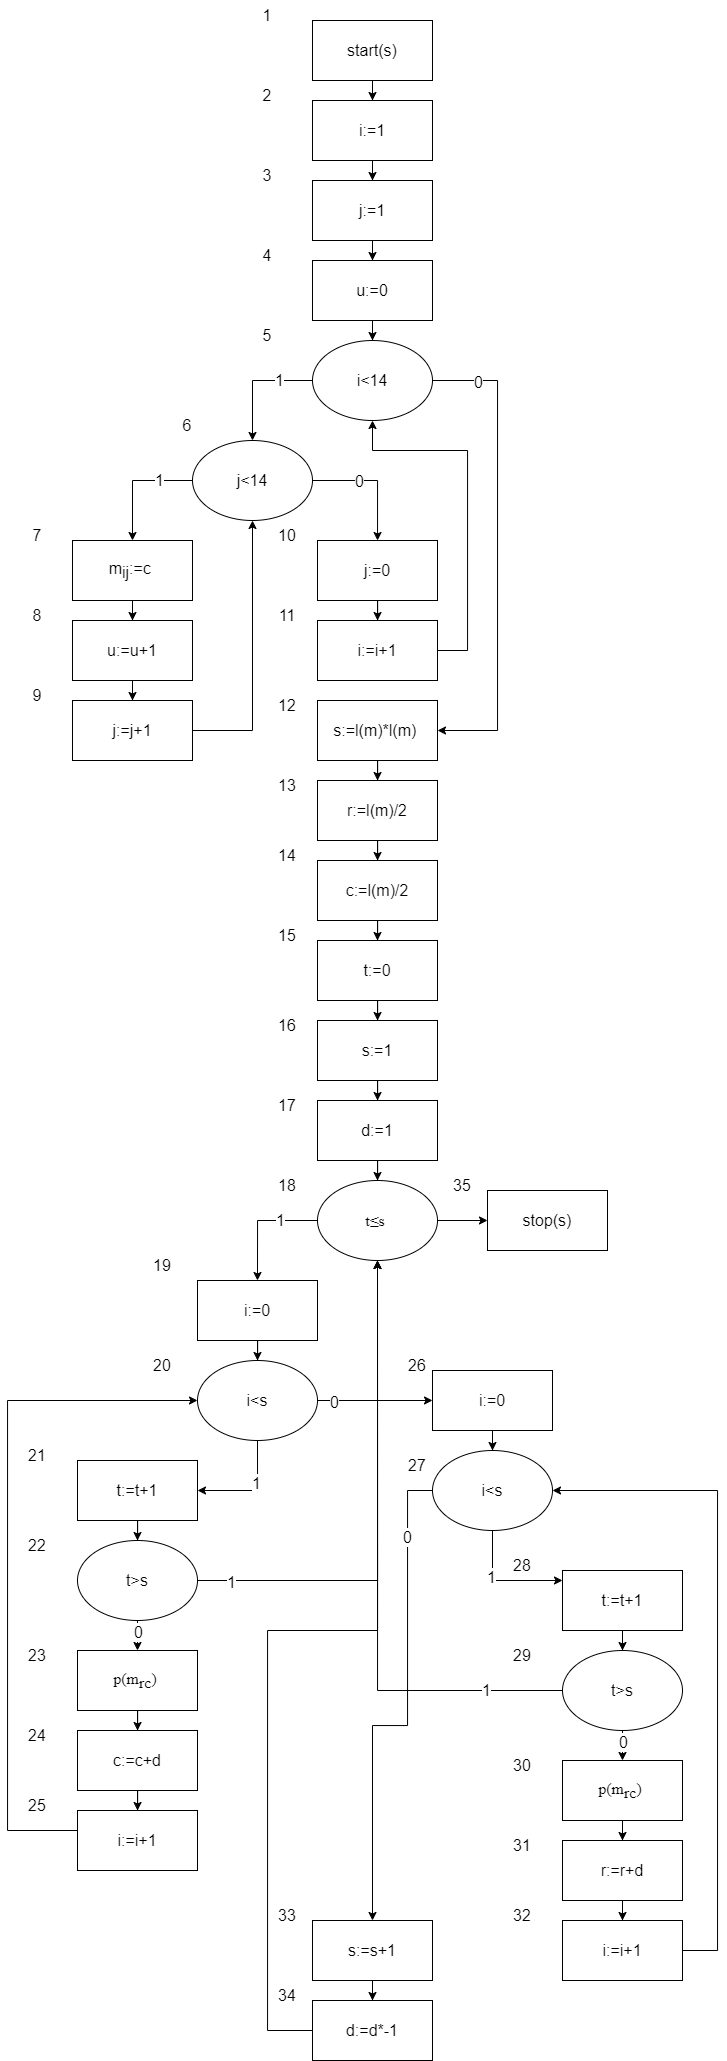 1
start(s)
2
i:=1
3
j:=1
4
u:=0
5
i<14
1
0
6
j<14
1
0
7
m_ij:=c
10
j:=0
8
u:=u+1
11
i:=i+1
9
j:=j+1
12
s:=l(m)*l(m)
13
r:=l(m)/2
14
c:=l(m)/2
15
t:=0
16
s:=1
17
d:=1
18
t≤s
1
35
stop(s)
19
i:=0
20
i<s
0
1
26
i:=0
21
t:=t+1
27
i<s
0
1
22
t>s
1
0
28
t:=t+1
23
p(m_rc)
29
t>s
1
0
24
c:=c+d
30
p(m_rc)
25
i:=i+1
31
r:=r+d
32
i:=i+1
33
s:=s+1
34
d:=d*-1